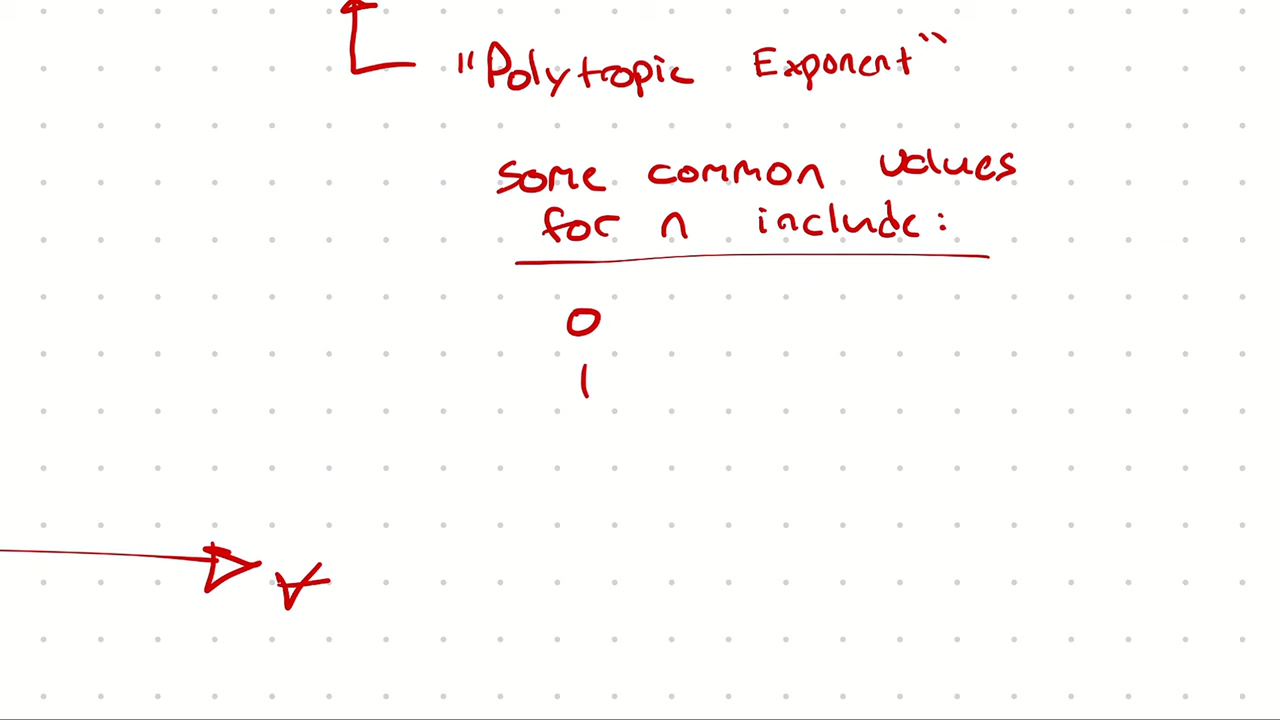 "Polytropic Exponent"
some common values
for n include:
0
1
V